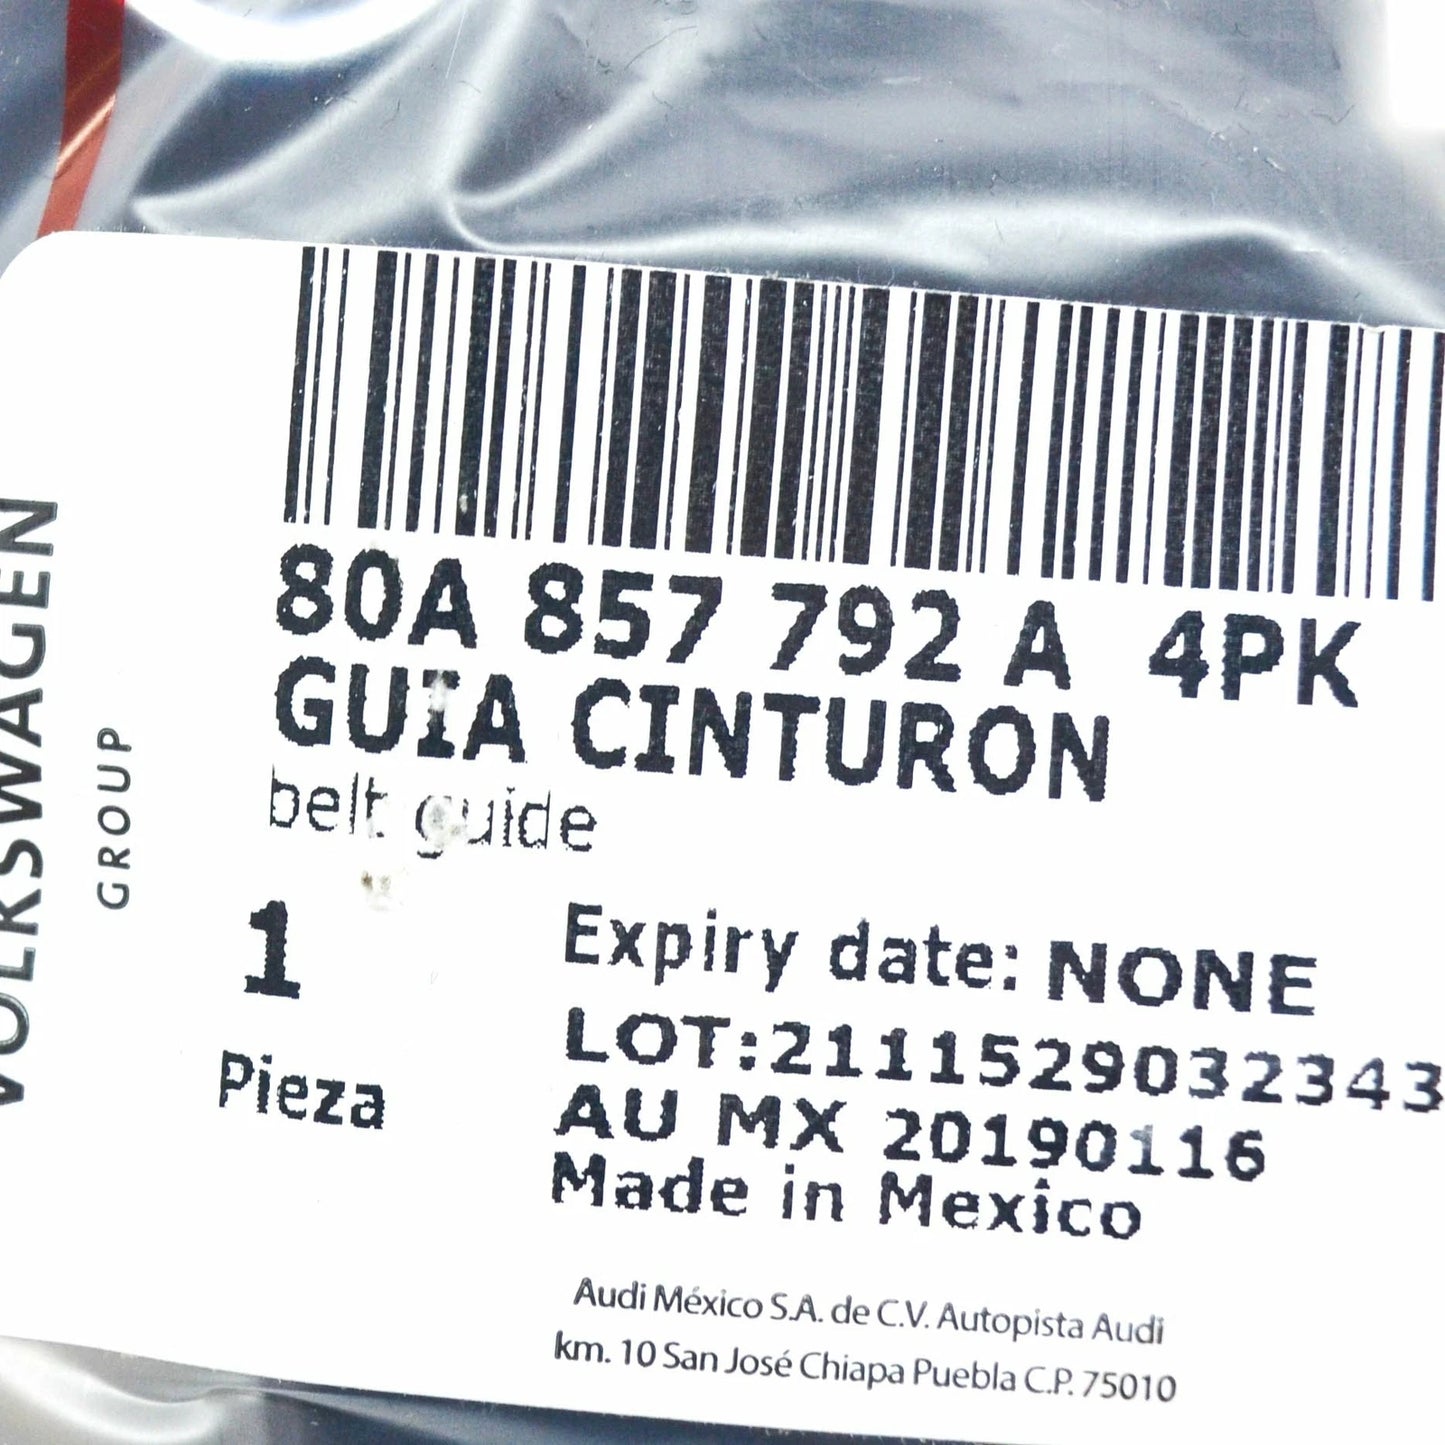 VOLKSWAGEN
GROUP
80A 857 792 A 4PK
GUIA CINTURON
belt guide
1
Pieza
Expiry date: NONE
LOT:2111529032343
AU MX 20190116
Made in Mexico
Audi México S.A. de C.V. Autopista Audi
km. 10 San José Chiapa Puebla C.P. 75010